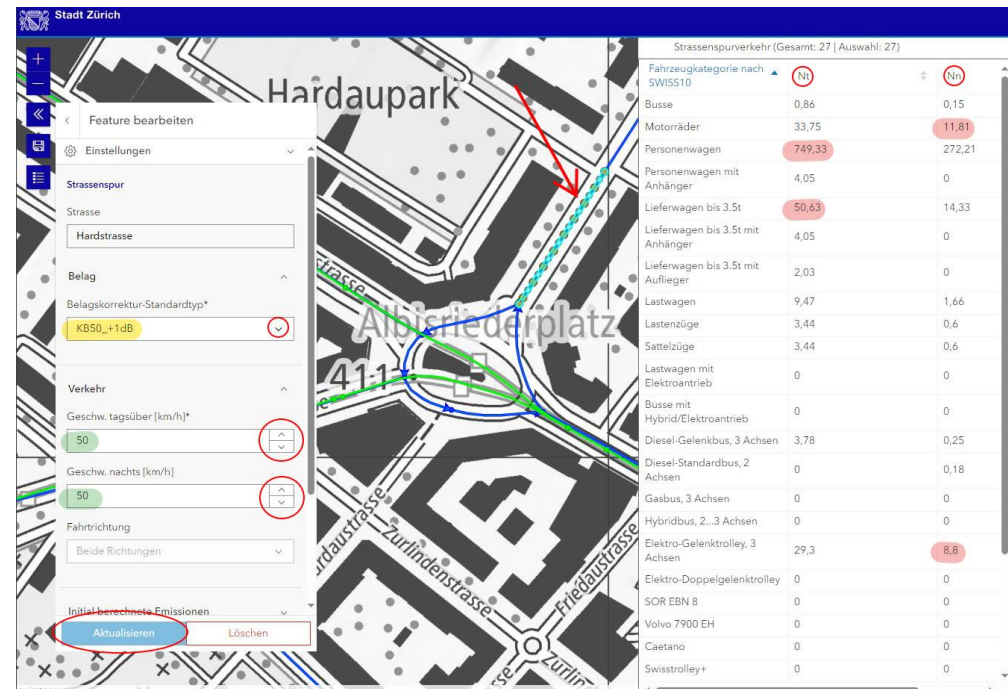 Stadt Zürich
+
−
Feature bearbeiten
Einstellungen
Strassenspur
Strasse
Hardstrasse
Belag
Belagskorrektur-Standardtyp*
KB50_+1dB
Verkehr
Geschw. tagsüber [km/h]*
50
Geschw. nachts [km/h]
50
Fahrtrichtung
Beide Richtungen
Initial berechnete Emissionen
Aktualisieren Löschen
Hardaupark
Albisriederplatz
411
Zurlindenstrasse
Friedaustrasse
Zurlin
Strassenspurverkehr (Gesamt: 27 | Auswahl: 27)
Fahrzeugkategorie nach SWISS10 Nt Nn
Busse 0,86 0,15
Motorräder 33,75 11,81
Personenwagen 749,33 272,21
Personenwagen mit
Anhänger 4,05 0
Lieferwagen bis 3.5t 50,63 14,33
Lieferwagen bis 3.5t mit
Anhänger 4,05 0
Lieferwagen bis 3.5t mit
Auflieger 2,03 0
Lastwagen 9,47 1,66
Lastenzüge 3,44 0,6
Sattelzüge 3,44 0,6
Lastwagen mit
Elektroantrieb 0 0
Busse mit
Hybrid/Elektroantrieb 0 0
Diesel-Gelenkbus, 3 Achsen 3,78 0,25
Diesel-Standardbus, 2
Achsen 0 0,18
Gasbus, 3 Achsen 0 0
Hybridbus, 2...3 Achsen 0 0
Elektro-Gelenktrolley, 3
Achsen 29,3 8,8
Elektro-Doppelgelenktrolley 0 0
SOR EBN 8 0 0
Volvo 7900 EH 0 0
Caetano 0 0
Swisstrolley+ 0 0